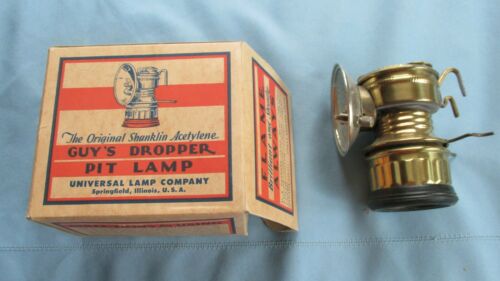 The Original Shanklin Acetylene
GUY'S DROPPER
PIT LAMP
UNIVERSAL LAMP COMPANY
Springfield, Illinois, U.S.A.
FLAME